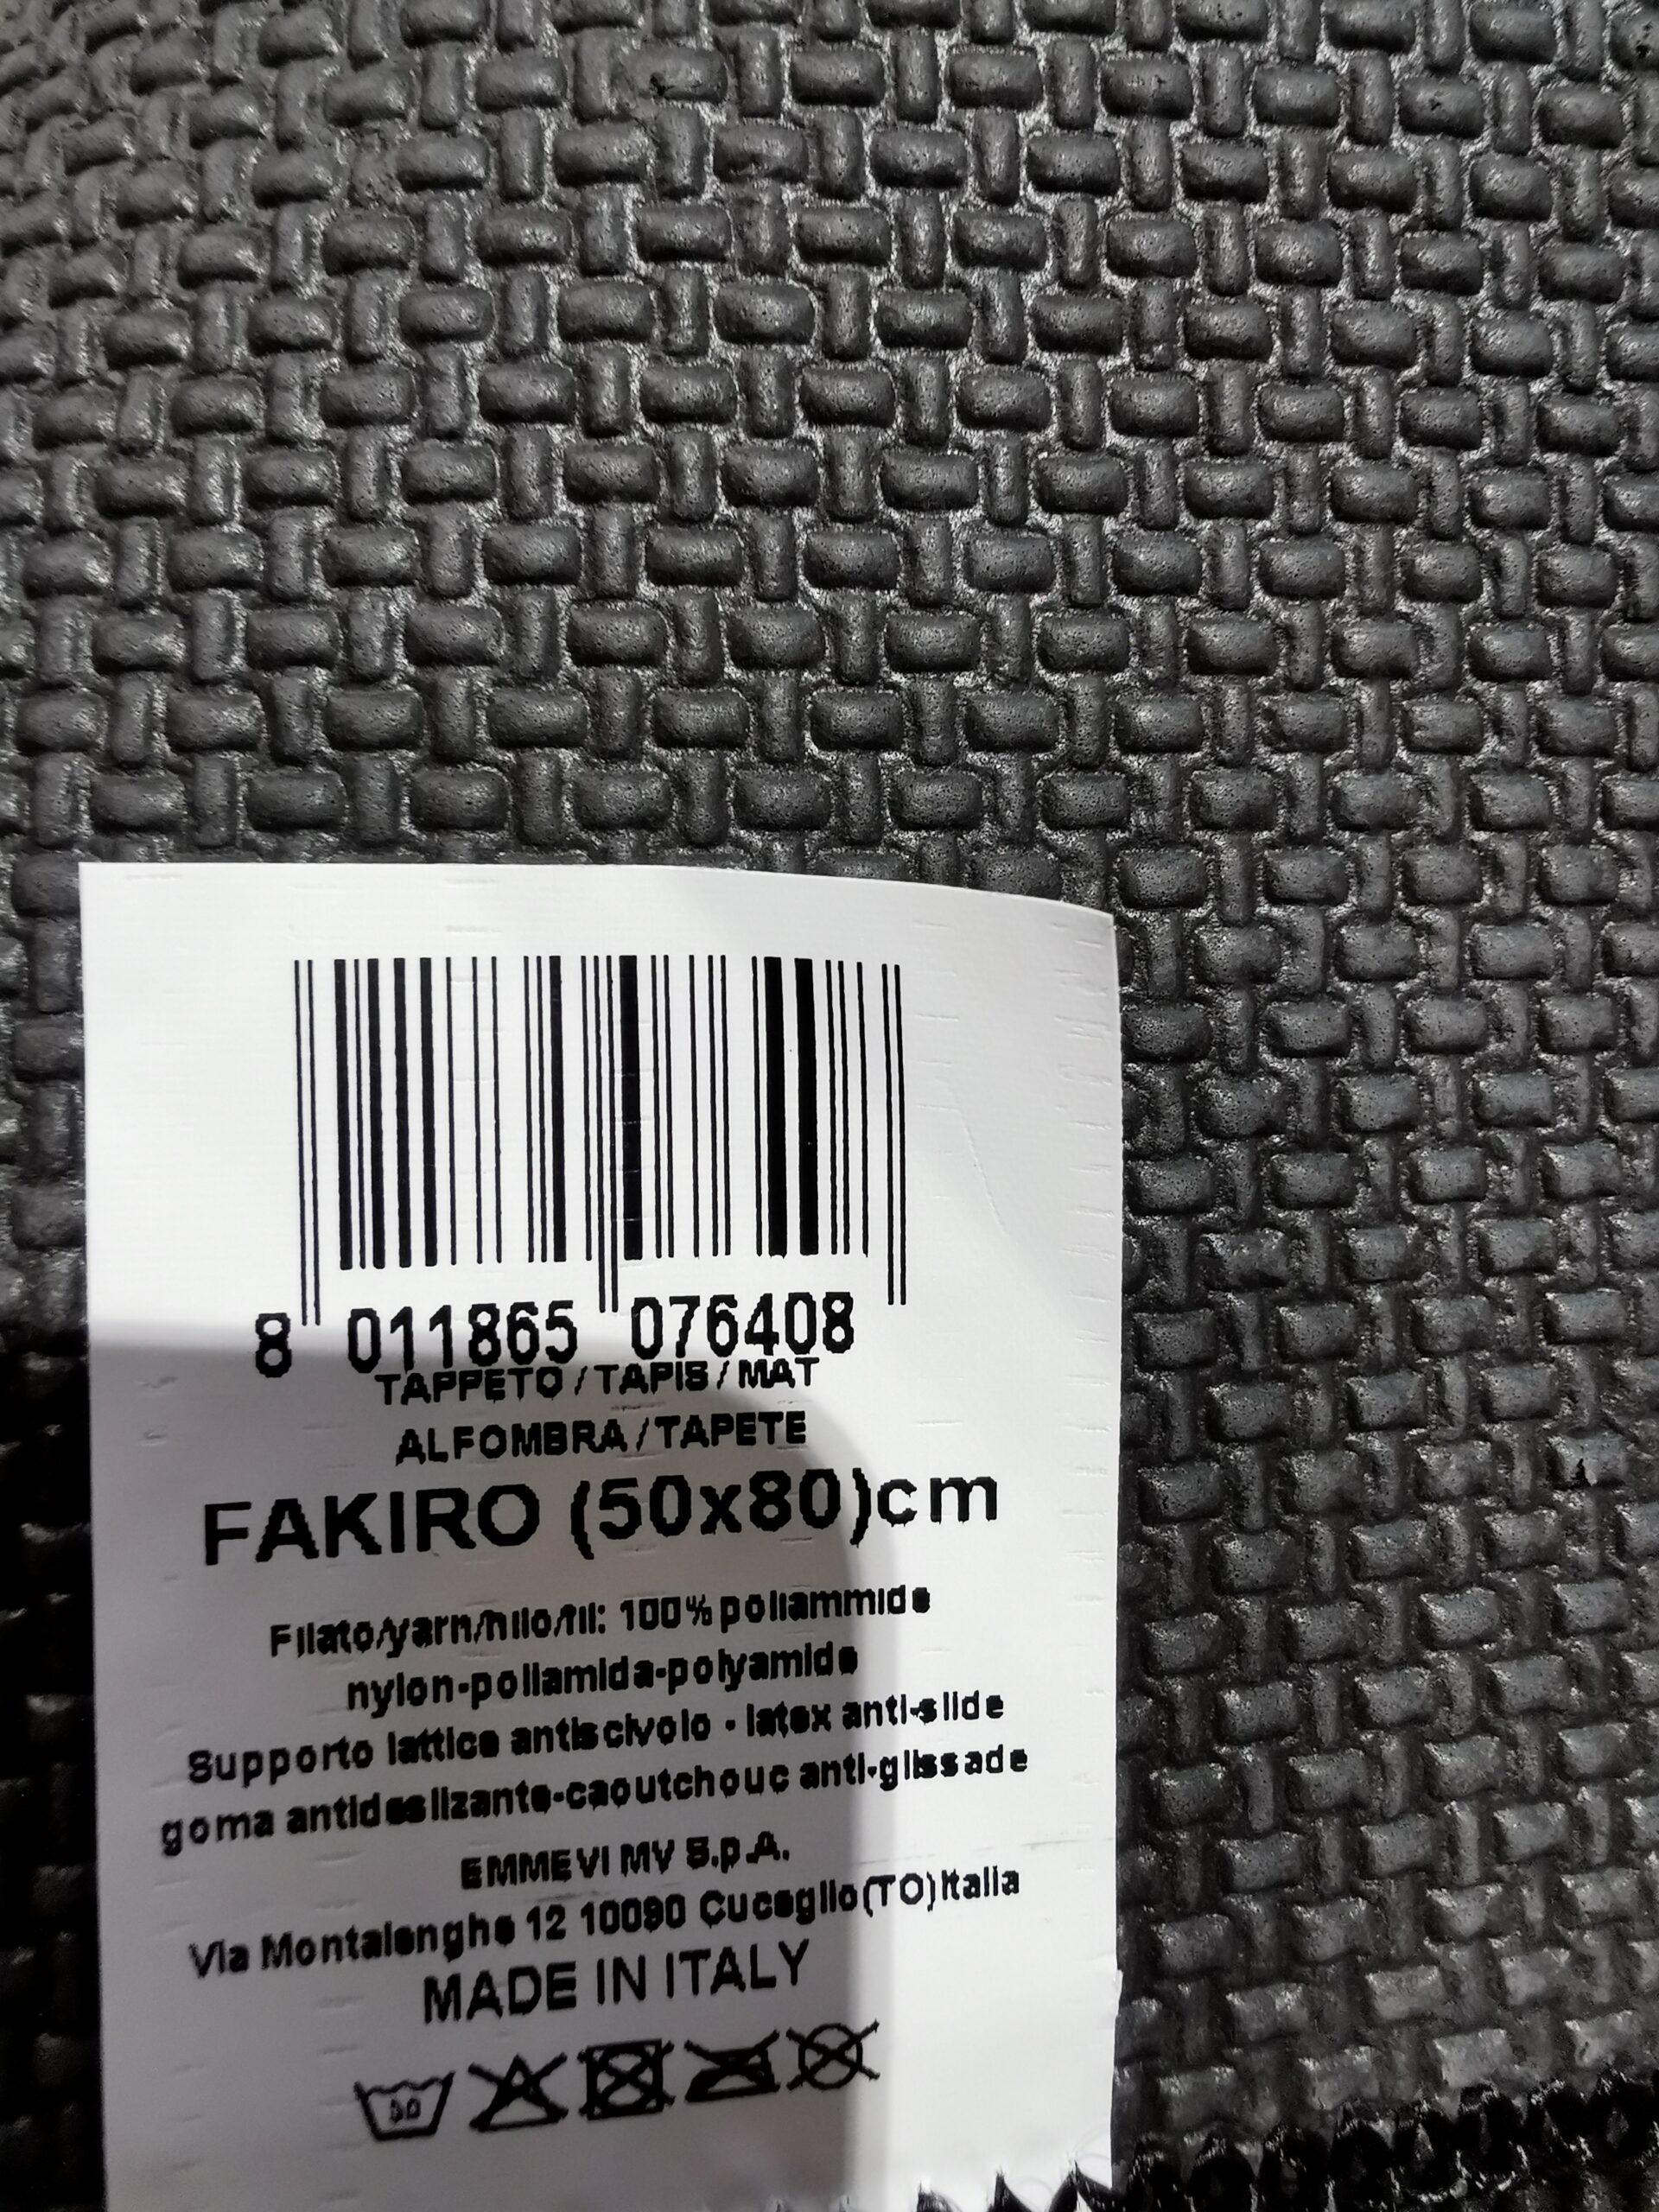 8 011865 076408
TAPPETO / TAPIS / MAT
ALFOMBRA / TAPETE
FAKIRO (50x80)cm
Filato/yarn/hilo/fil: 100% poliammide
nylon-poliamida-polyamide
Supporto lattice antiscivolo - latex anti-slide
goma antideslizante-caoutchouc anti-glissade
EMMEVI MV S.p.A.
Via Montalenghe 12 10090 Cuceglio(TO)Italia
MADE IN ITALY
30